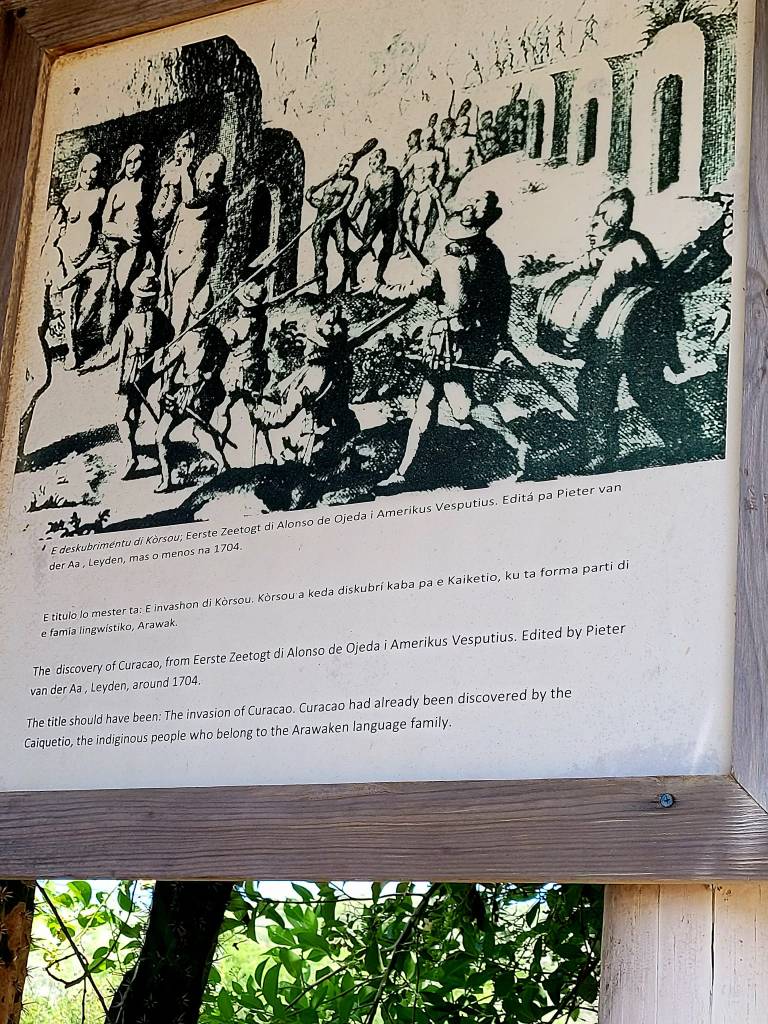 E deskubrimentu di Kòrsou; Eerste Zeetogt di Alonso de Ojeda i Amerikus Vesputius. Editá pa Pieter van
der Aa , Leyden, mas o menos na 1704.
E titulo lo mester ta: E invashon di Kòrsou. Kòrsou a keda diskubrí kaba pa e Kaiketio, ku ta forma parti di
e famia lingwístiko, Arawak.
The discovery of Curacao, from Eerste Zeetogt di Alonso de Ojeda i Amerikus Vesputius. Edited by Pieter
van der Aa , Leyden, around 1704.
The title should have been: The invasion of Curacao. Curacao had already been discovered by the
Caiquetio, the indiginous people who belong to the Arawaken language family.